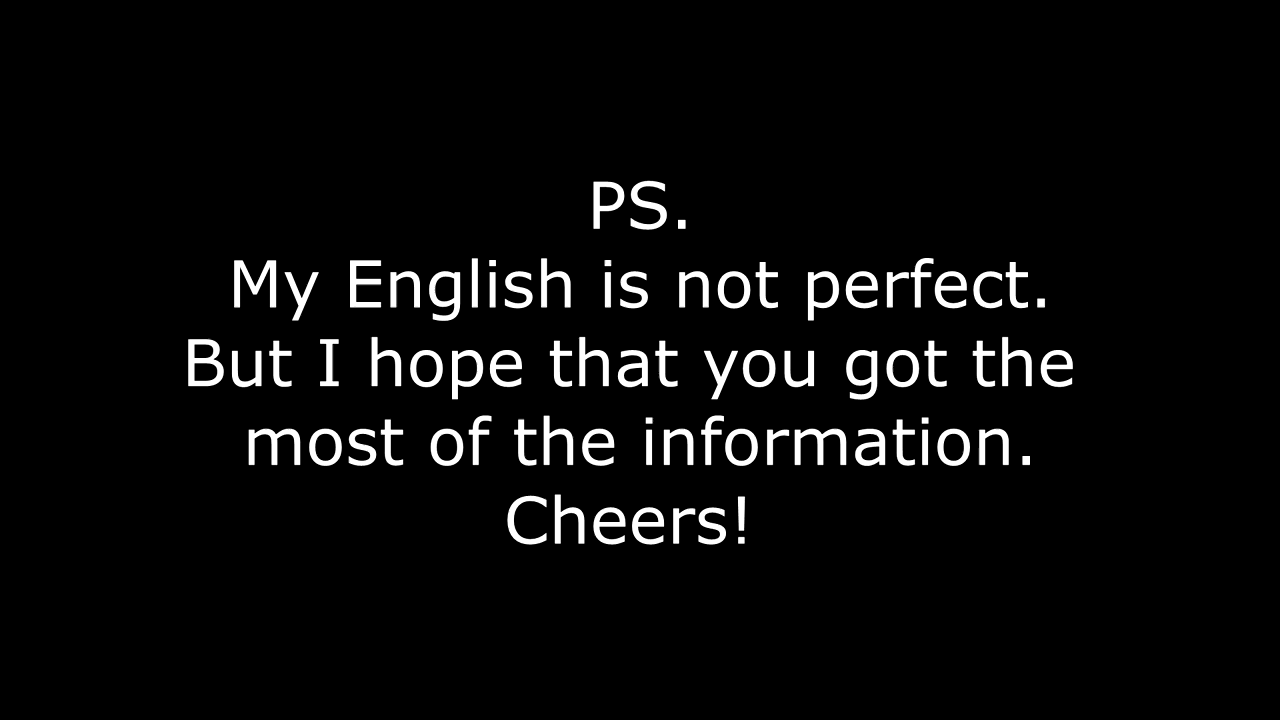 PS.
My English is not perfect.
But I hope that you got the
most of the information.
Cheers!